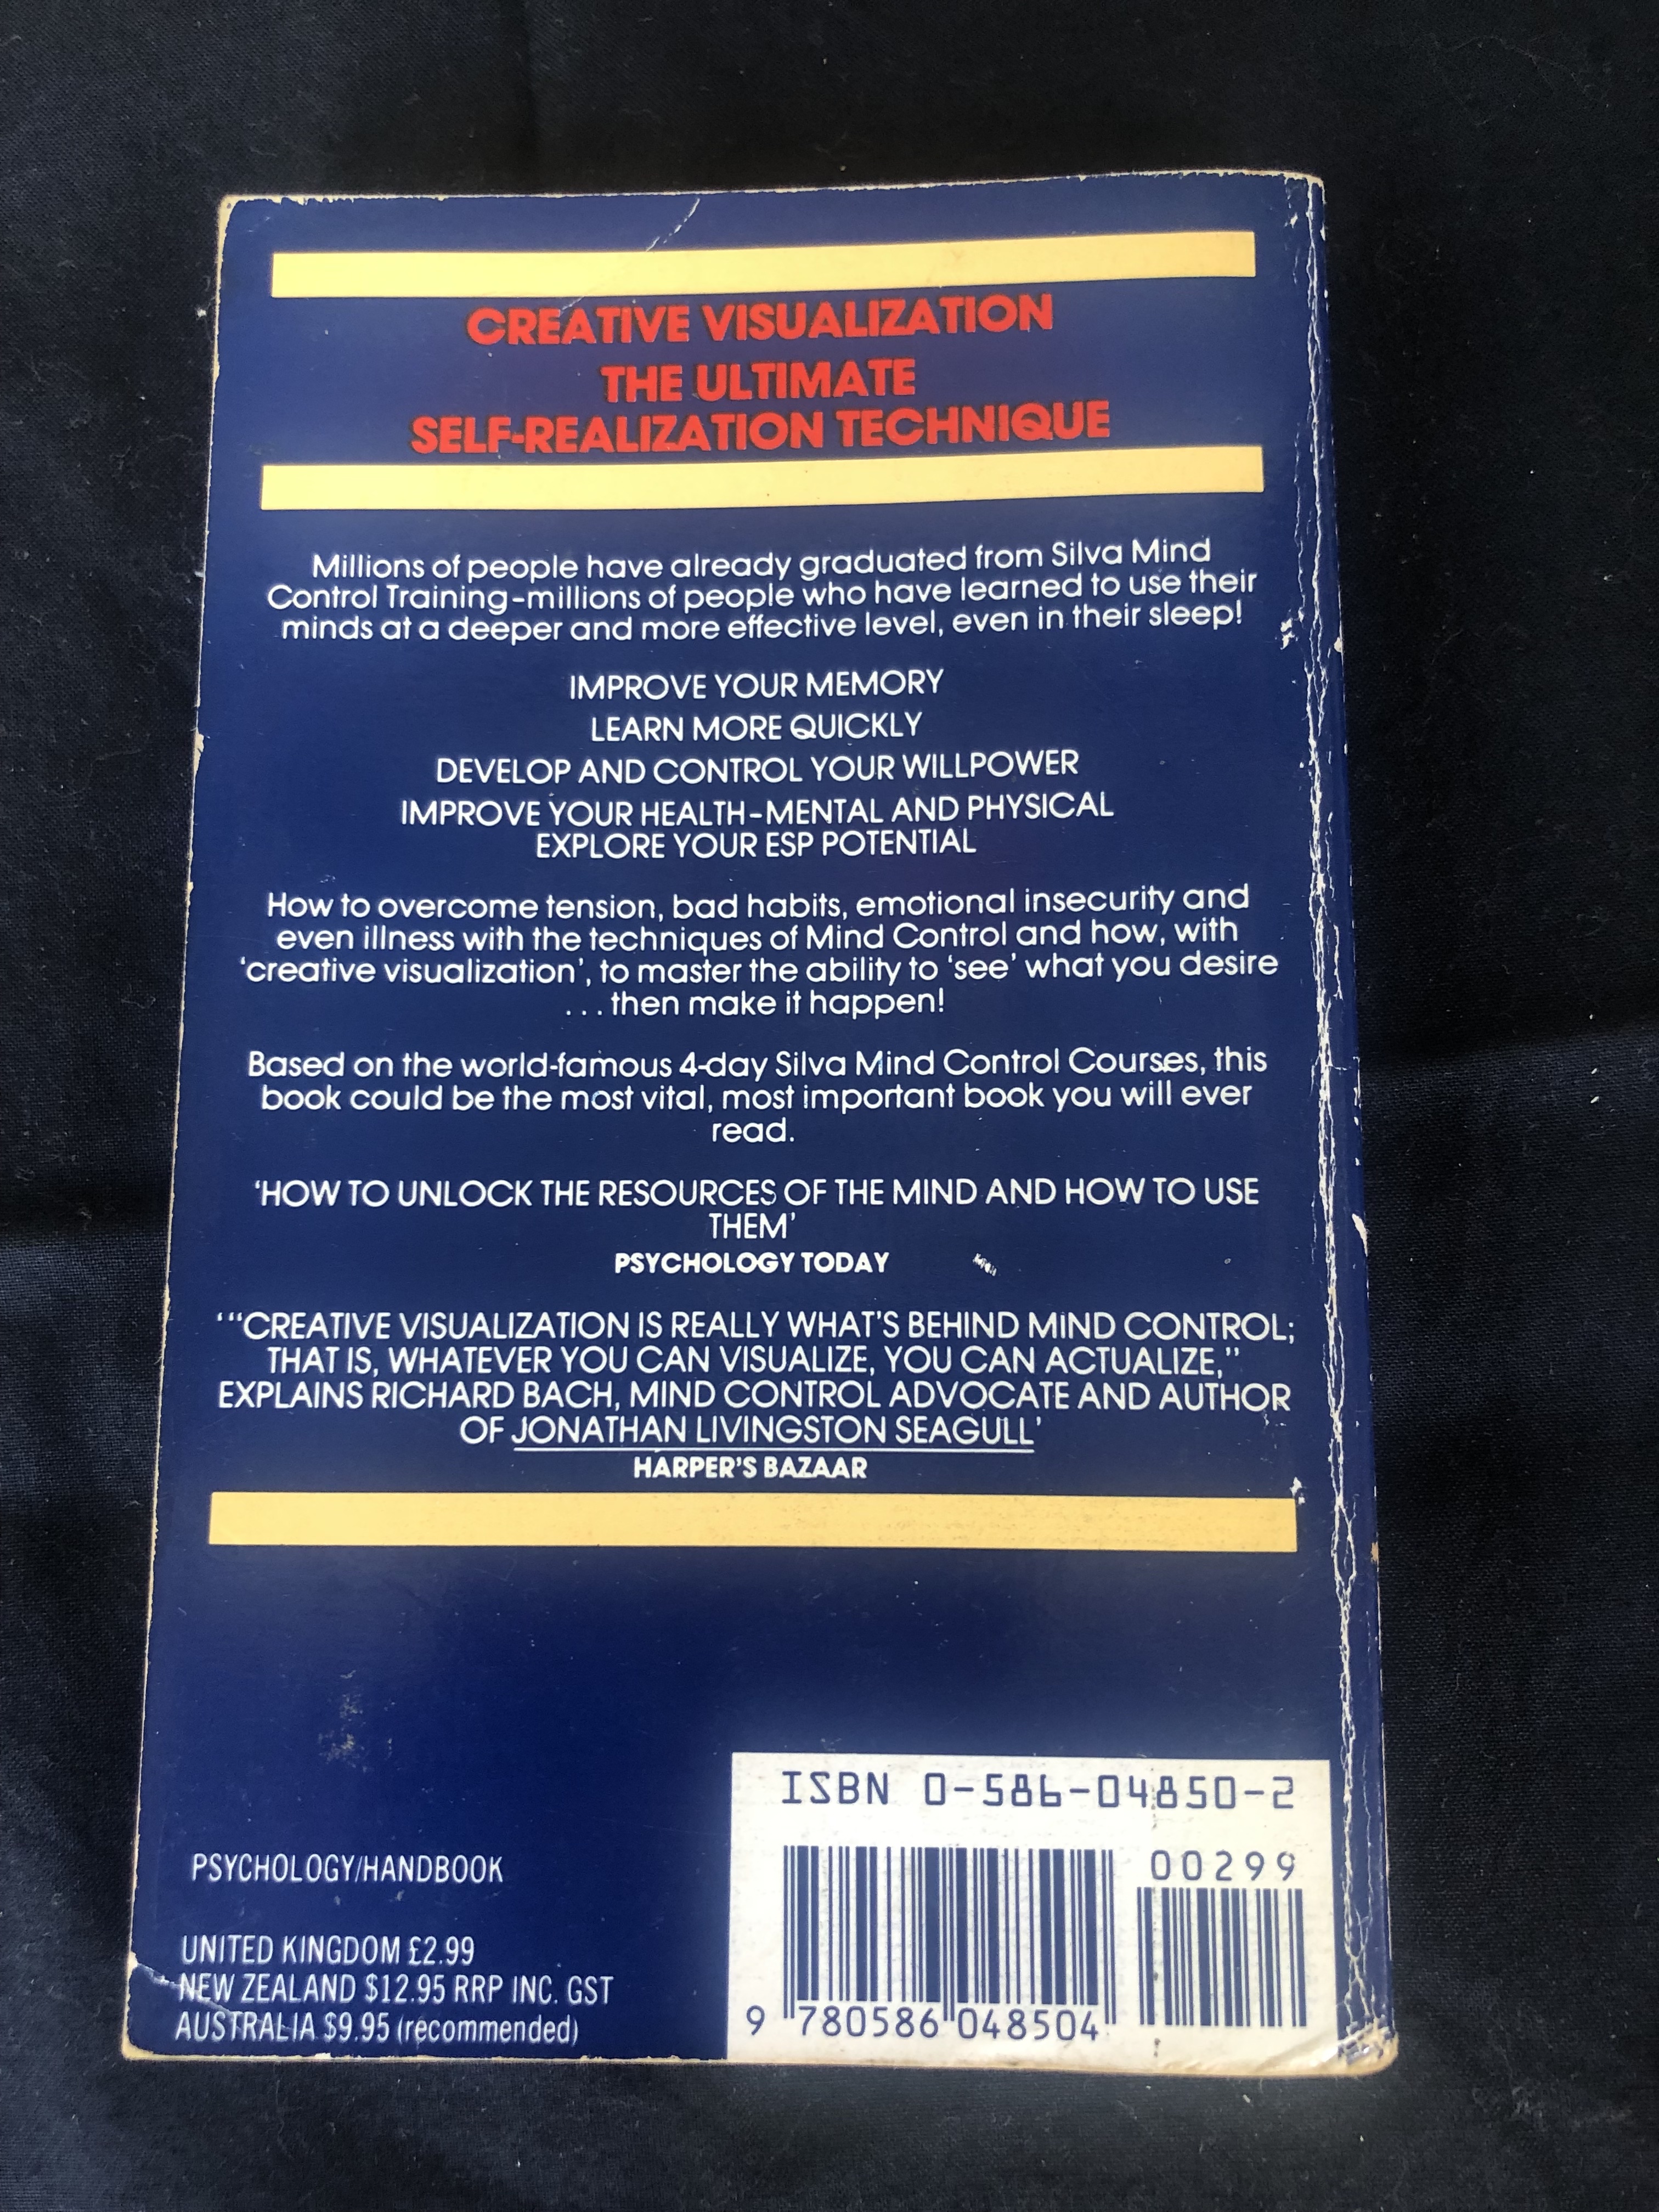 CREATIVE VISUALIZATION
THE ULTIMATE
SELF-REALIZATION TECHNIQUE
Millions of people have already graduated from Silva Mind
Control Training-millions of people who have learned to use their
minds at a deeper and more effective level, even in their sleep!
IMPROVE YOUR MEMORY
LEARN MORE QUICKLY
DEVELOP AND CONTROL YOUR WILLPOWER
IMPROVE YOUR HEALTH-MENTAL AND PHYSICAL
EXPLORE YOUR ESP POTENTIAL
How to overcome tension, bad habits, emotional insecurity and
even illness with the techniques of Mind Control and how, with
‘creative visualization’, to master the ability to ‘see’ what you desire
...then make it happen!
Based on the world-famous 4-day Silva Mind Control Courses, this
book could be the most vital, most important book you will ever
read.
‘HOW TO UNLOCK THE RESOURCES OF THE MIND AND HOW TO USE
THEM’
PSYCHOLOGY TODAY
‘“CREATIVE VISUALIZATION IS REALLY WHAT’S BEHIND MIND CONTROL;
THAT IS, WHATEVER YOU CAN VISUALIZE, YOU CAN ACTUALIZE,”
EXPLAINS RICHARD BACH, MIND CONTROL ADVOCATE AND AUTHOR
OF JONATHAN LIVINGSTON SEAGULL’
HARPER’S BAZAAR
ISBN 0-586-04850-2
00299
9 780586 048504
PSYCHOLOGY/HANDBOOK
UNITED KINGDOM £2.99
NEW ZEALAND $12.95 RRP INC. GST
AUSTRALIA $9.95 (recommended)